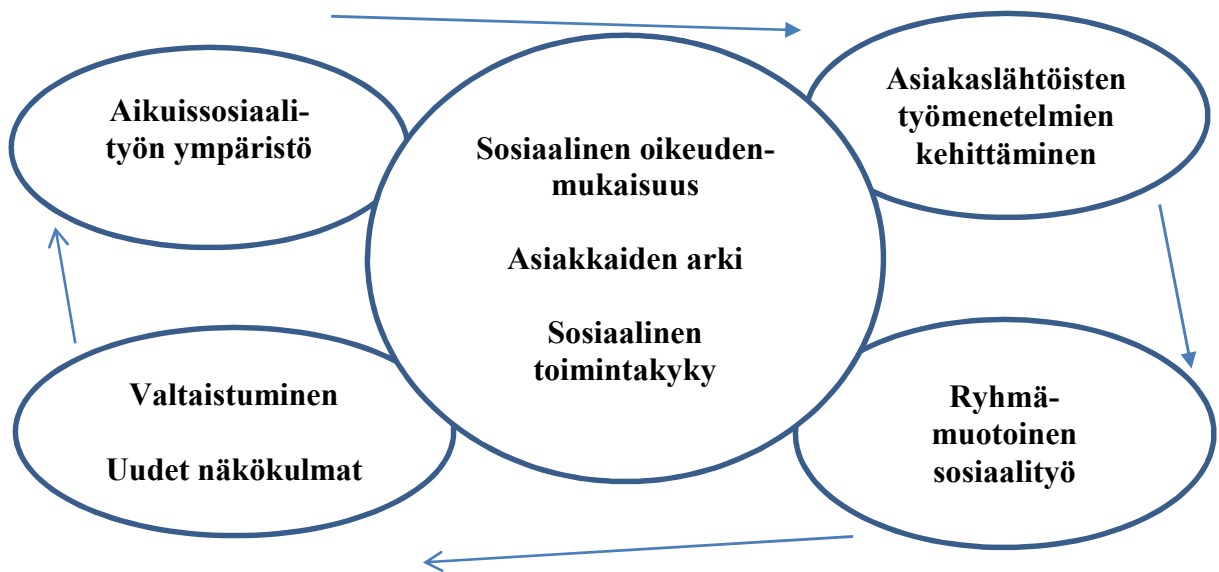 Aikuissosiaali-
työn ympäristö
Sosiaalinen oikeuden-
mukaisuus
Asiakkaiden arki
Sosiaalinen
toimintakyky
Asiakaslähtöisten
työmenetelmien
kehittäminen
Valtaistuminen
Uudet näkökulmat
Ryhmä-
muotoinen
sosiaalityö